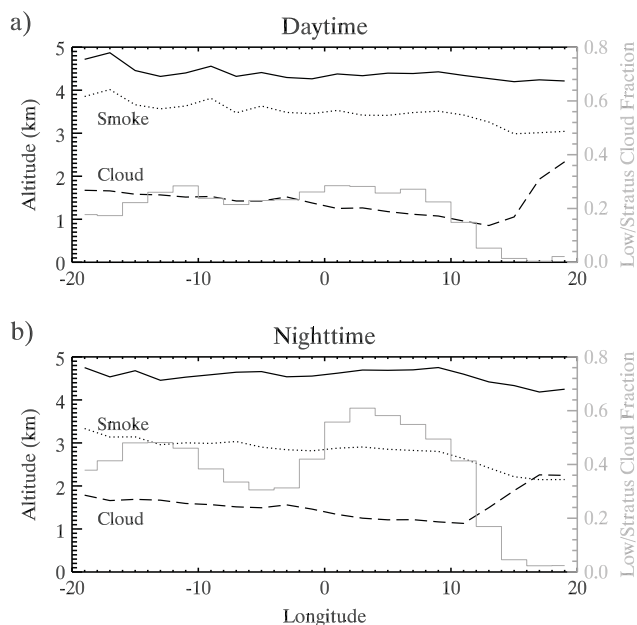 a)
Daytime
5
4
3
2
1
0
Altitude (km)
Smoke
Cloud
0.8
0.6
0.4
0.2
0.0
Low/Stratus Cloud Fraction
-20
-10
0
10
20
b)
Nighttime
5
4
3
2
1
0
Altitude (km)
Smoke
Cloud
0.8
0.6
0.4
0.2
0.0
Low/Stratus Cloud Fraction
-20
-10
0
10
20
Longitude